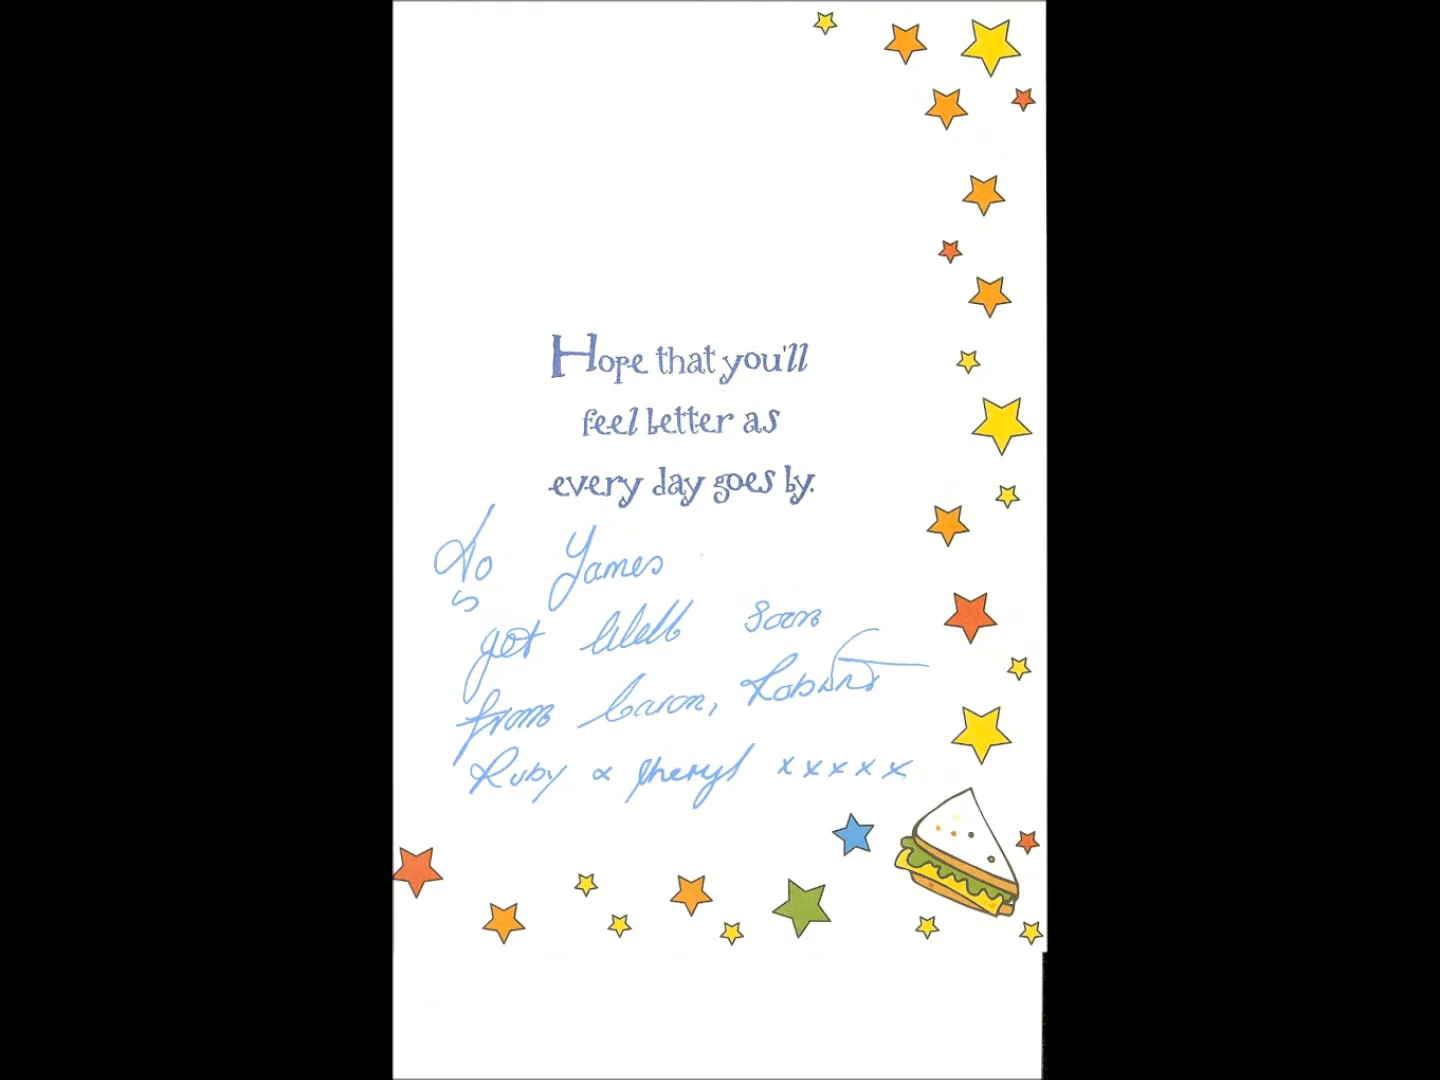 Hope that you'll
feel better as
every day goes by.
To James
get Well soon
from Caron, Robert
Ruby & Cheryl xxxxx